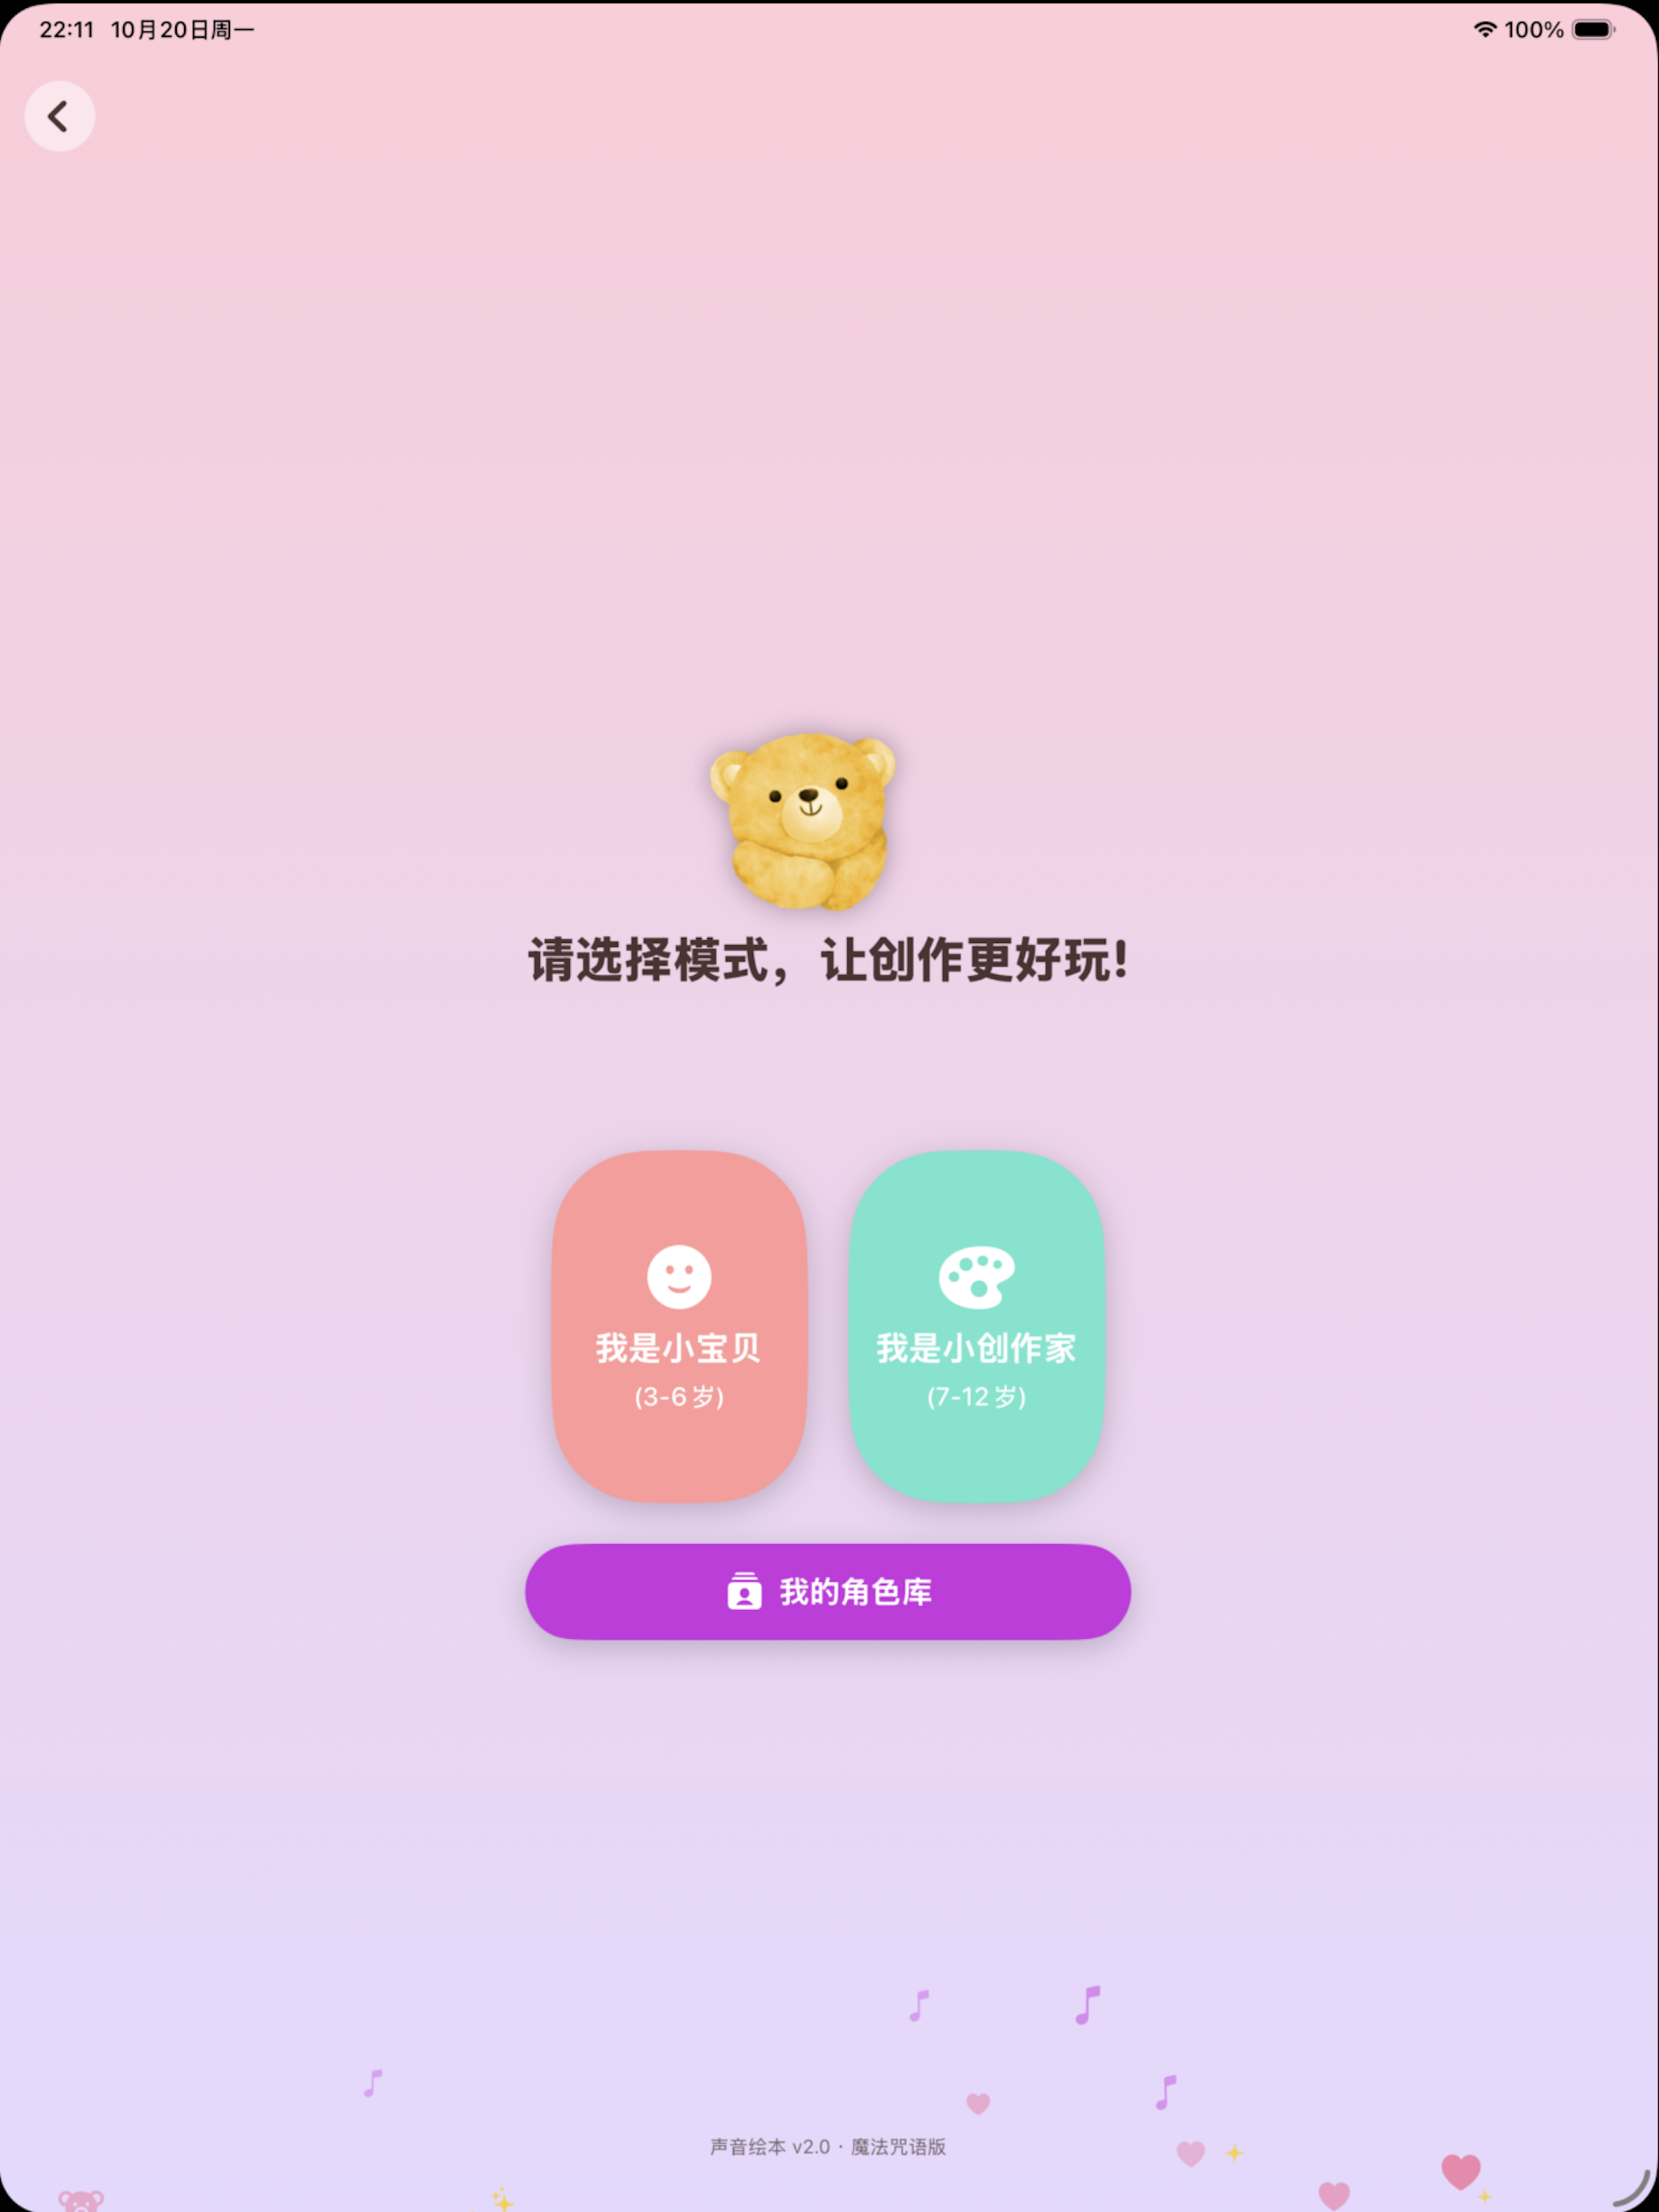 22:11 10月20日周一
100%
请选择模式，让创作更好玩！
我是小宝贝
(3-6 岁)
我是小创作家
(7-12 岁)
我的角色库
声音绘本 v2.0 · 魔法咒语版